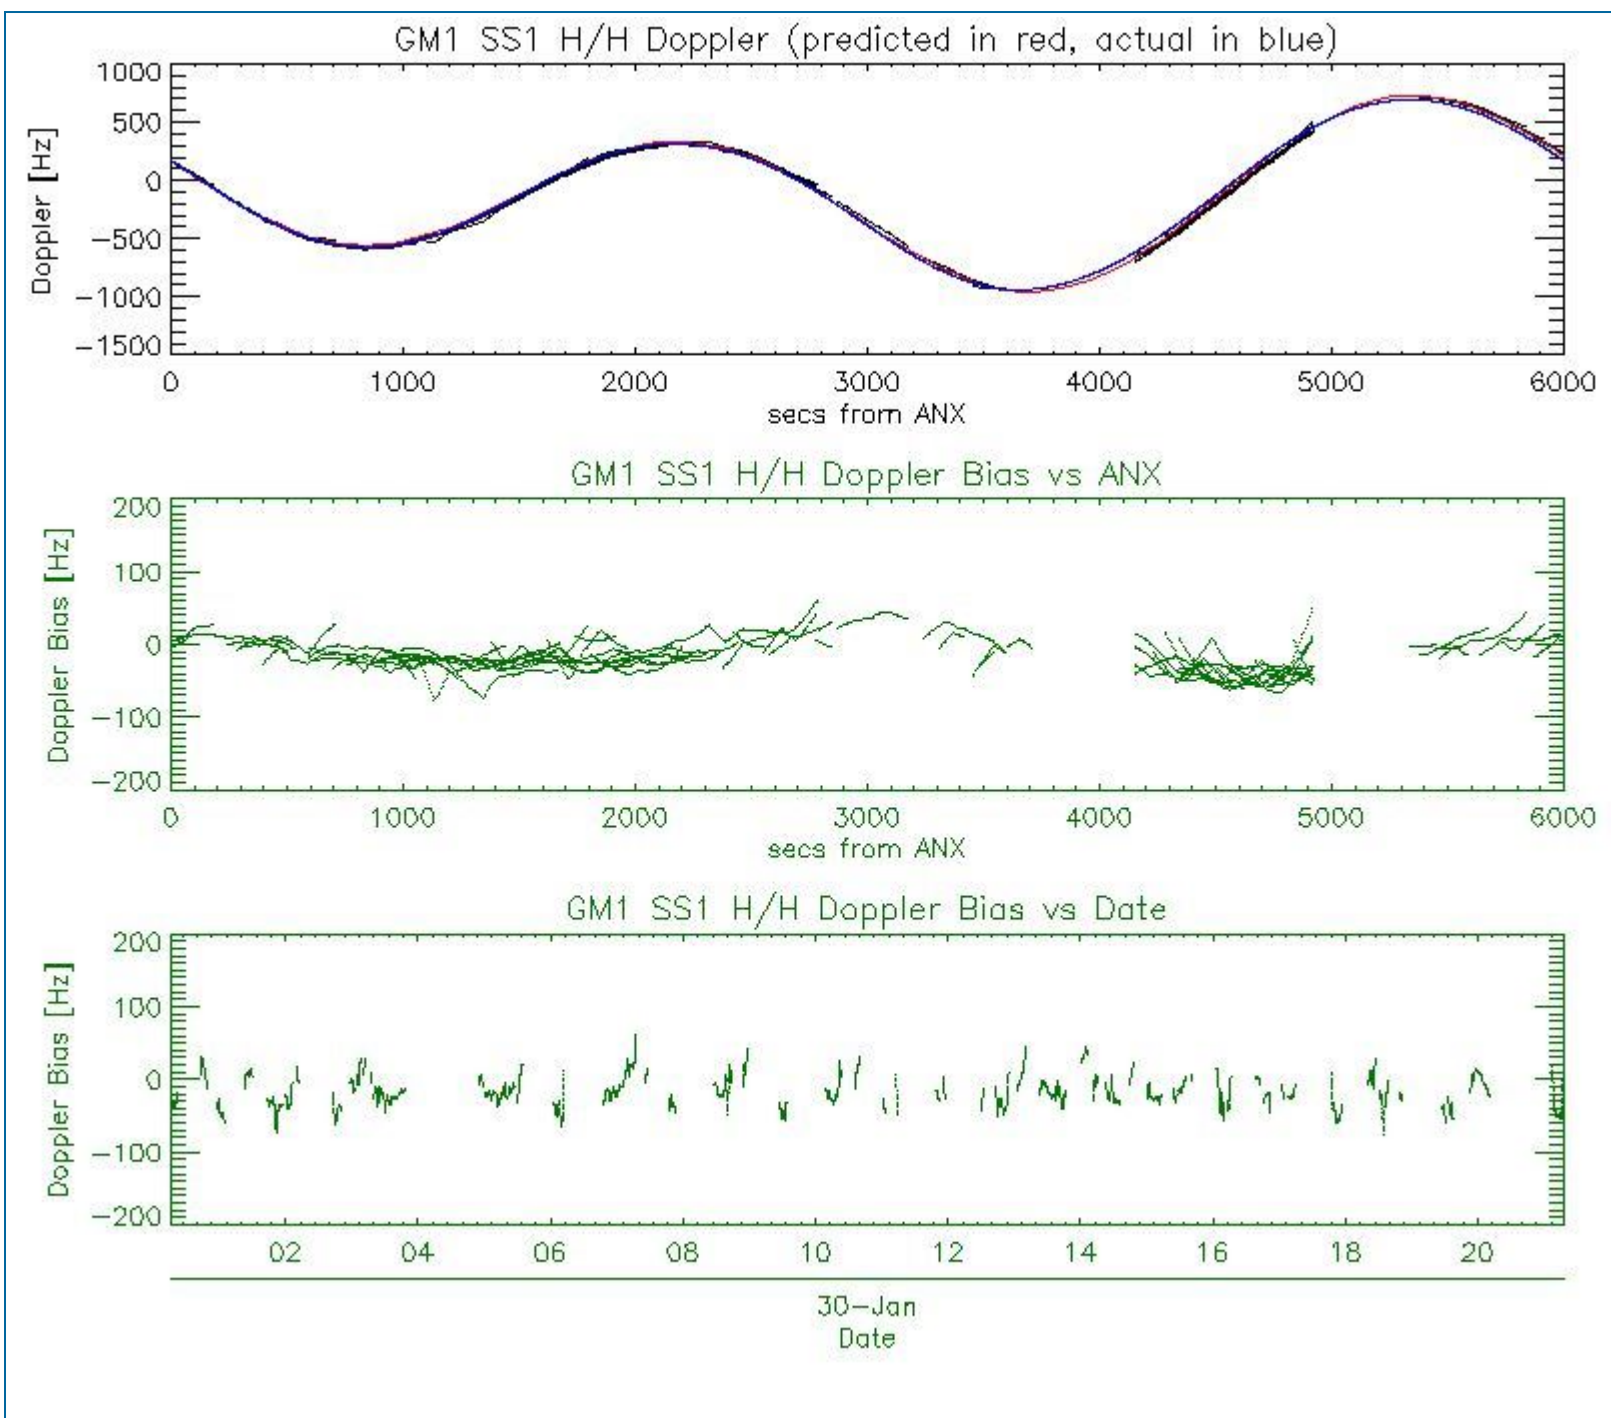 GM1 SS1 H/H Doppler (predicted in red, actual in blue)
1000
500
0
-500
-1000
-1500
Doppler [Hz]
0 1000 2000 3000 4000 5000 6000
secs from ANX
GM1 SS1 H/H Doppler Bias vs ANX
200
100
0
-100
-200
Doppler Bias [Hz]
0 1000 2000 3000 4000 5000 6000
secs from ANX
GM1 SS1 H/H Doppler Bias vs Date
200
100
0
-100
-200
Doppler Bias [Hz]
02 04 06 08 10 12 14 16 18 20
30-Jan
Date